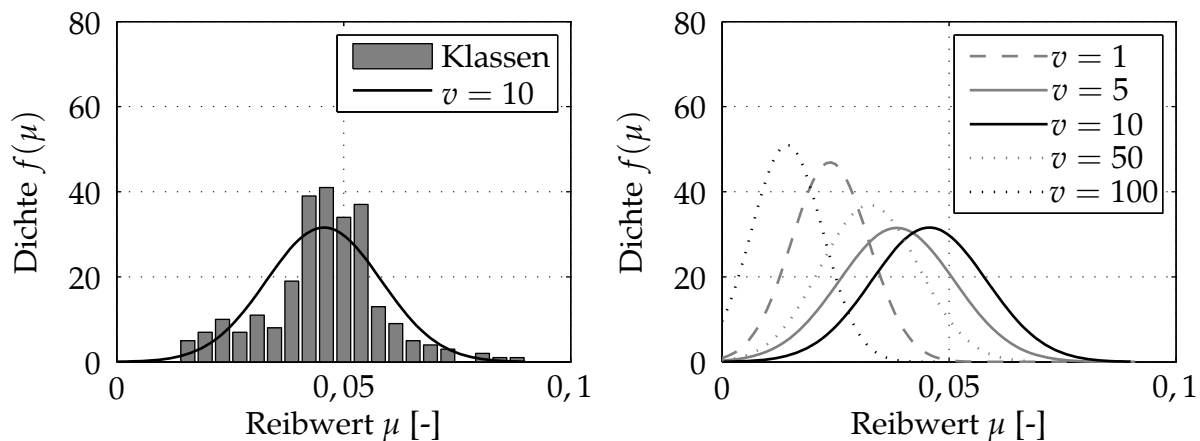 80
60
40
20
0
Dichte f(μ)
Klassen
v = 10
0
0,05
0,1
Reibwert μ [-]
80
60
40
20
0
Dichte f(μ)
v = 1
v = 5
v = 10
v = 50
v = 100
0
0,05
0,1
Reibwert μ [-]